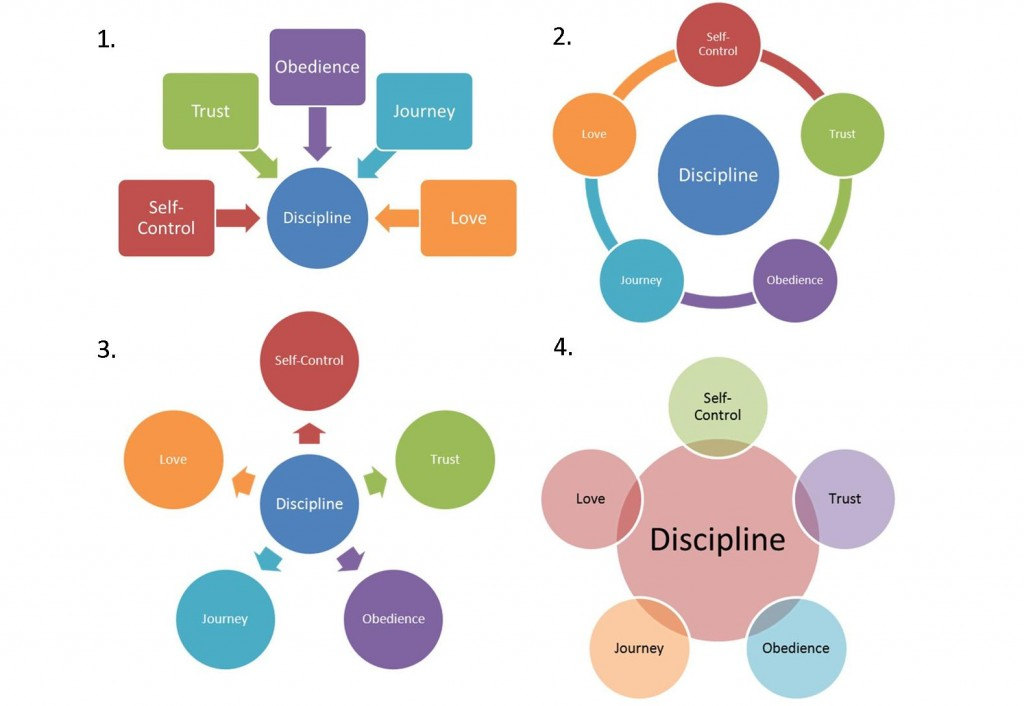 1.
Obedience
Trust
Journey
Self-
Control
Discipline
Love
2.
Self-
Control
Love
Trust
Discipline
Journey
Obedience
3.
Self-Control
Love
Trust
Discipline
Journey
Obedience
4.
Self-
Control
Love
Trust
Discipline
Journey
Obedience